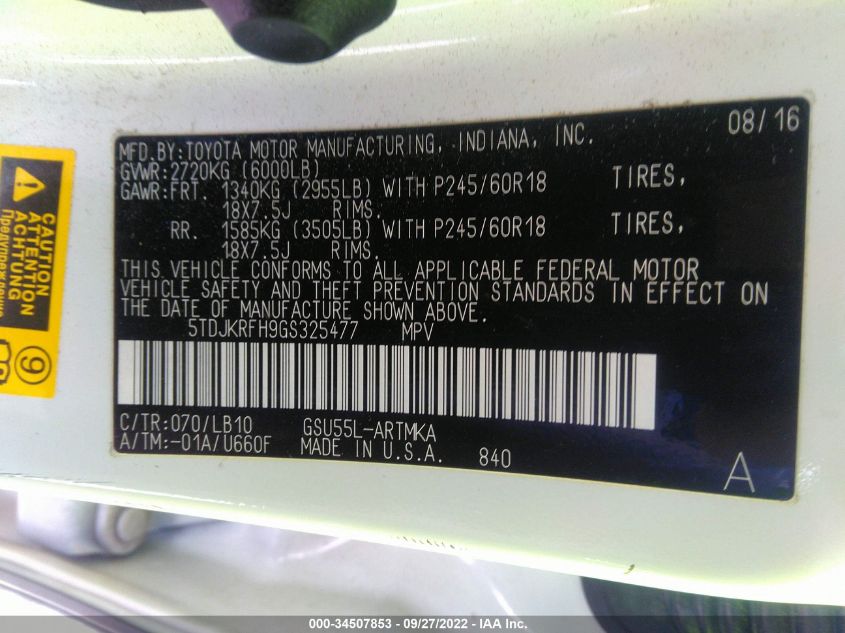 08/16
MFD.BY:TOYOTA MOTOR MANUFACTURING, INDIANA, INC.
GVWR:2720KG (6000LB)
GAWR:FRT. 1340KG (2955LB) WITH P245/60R18 TIRES,
18X7.5J RIMS.
RR. 1585KG (3505LB) WITH P245/60R18 TIRES,
18X7.5J RIMS.
THIS VEHICLE CONFORMS TO ALL APPLICABLE FEDERAL MOTOR
VEHICLE SAFETY AND THEFT PREVENTION STANDARDS IN EFFECT ON
THE DATE OF MANUFACTURE SHOWN ABOVE.
5TDJKRFH9GS325477 MPV
C/TR:070/LB10 GSU55L-ARTMKA
A/TM:-01A/U660F MADE IN U.S.A. 840
A
CAUTION
ATTENTION
ACHTUNG
9
000-34507853 - 09/27/2022 - IAA Inc.